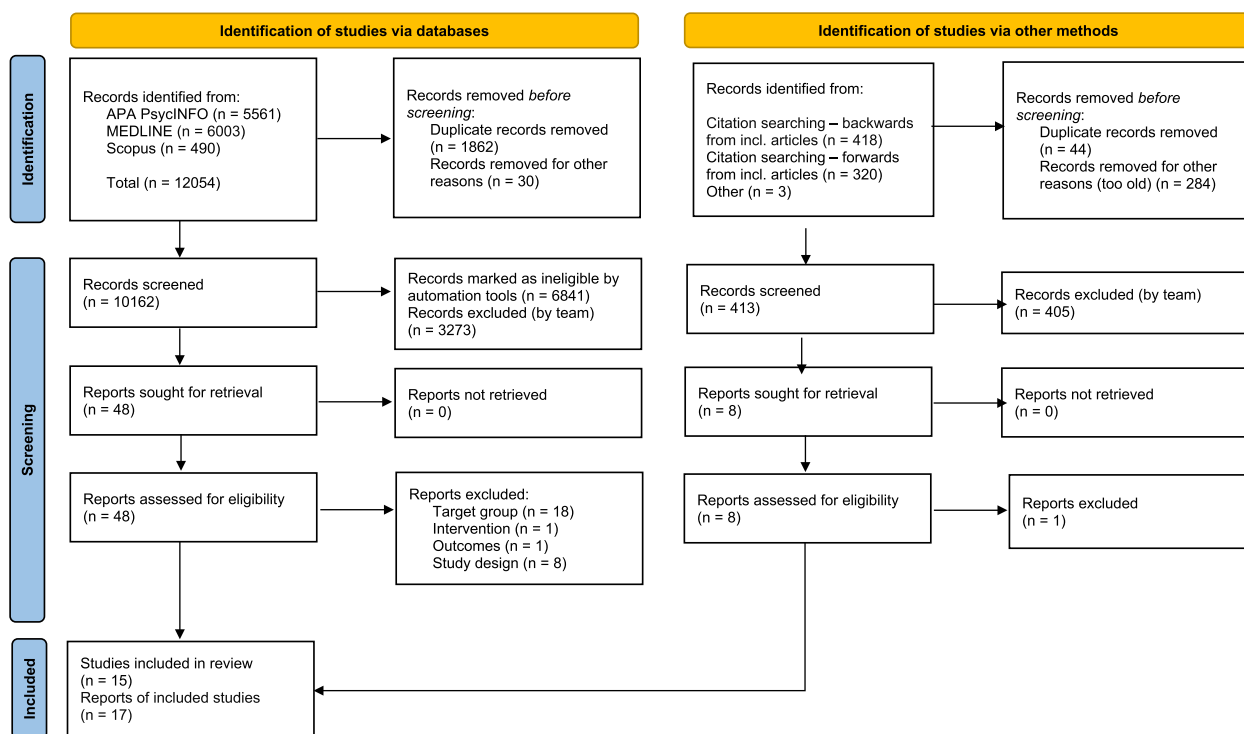 Identification of studies via databases
Identification of studies via other methods
Identification
Records identified from:
APA PsycINFO (n = 5561)
MEDLINE (n = 6003)
Scopus (n = 490)
Total (n = 12054)
Records removed before
screening:
Duplicate records removed
(n = 1862)
Records removed for other
reasons (n = 30)
Records identified from:
Citation searching – backwards
from incl. articles (n = 418)
Citation searching – forwards
from incl. articles (n = 320)
Other (n = 3)
Records removed before
screening:
Duplicate records removed
(n = 44)
Records removed for other
reasons (too old) (n = 284)
Screening
Records screened
(n = 10162)
Records marked as ineligible by
automation tools (n = 6841)
Records excluded (by team)
(n = 3273)
Records screened
(n = 413)
Records excluded (by team)
(n = 405)
Reports sought for retrieval
(n = 48)
Reports not retrieved
(n = 0)
Reports sought for retrieval
(n = 8)
Reports not retrieved
(n = 0)
Reports assessed for eligibility
(n = 48)
Reports excluded:
Target group (n = 18)
Intervention (n = 1)
Outcomes (n = 1)
Study design (n = 8)
Reports assessed for eligibility
(n = 8)
Reports excluded
(n = 1)
Included
Studies included in review
(n = 15)
Reports of included studies
(n = 17)